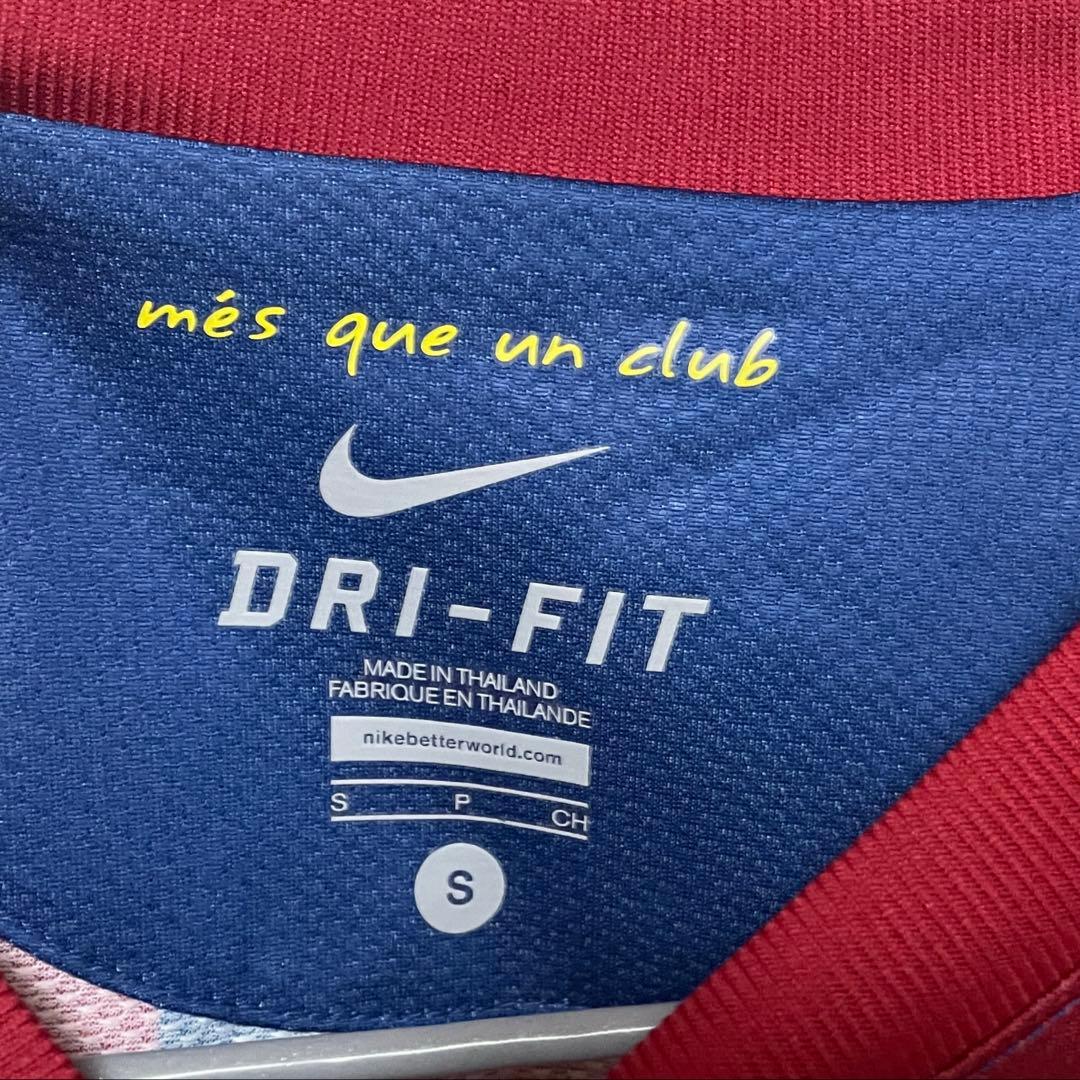 més que un club
DRI-FIT
MADE IN THAILAND
FABRIQUE EN THAILANDE
nikebetterworld.com
S P CH
S